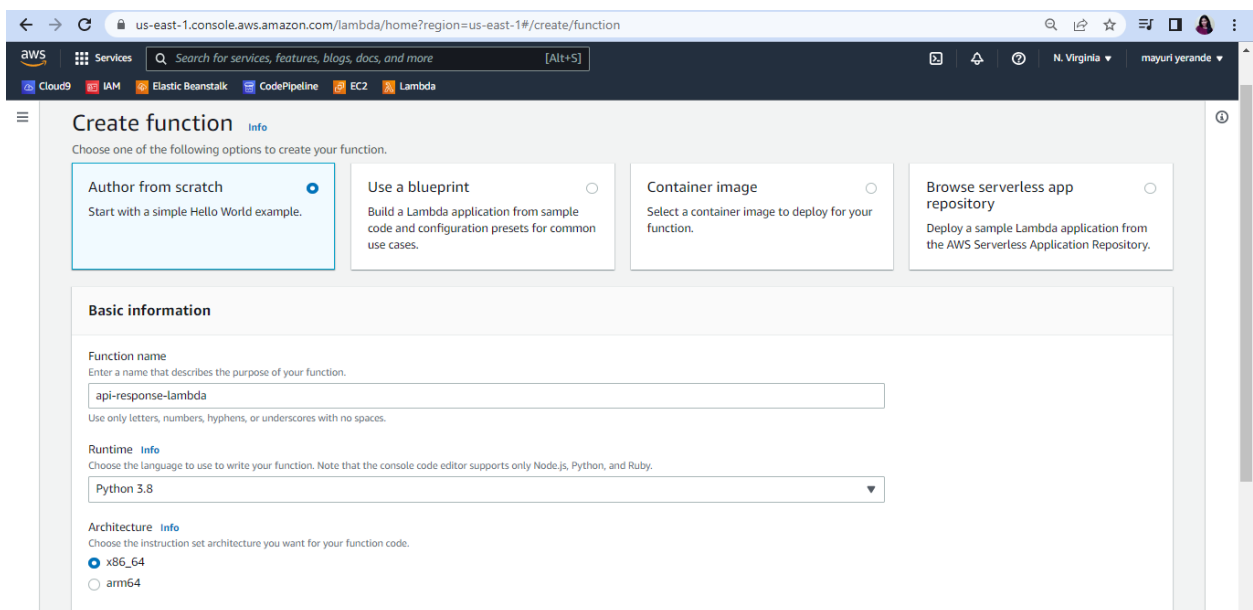 us-east-1.console.aws.amazon.com/lambda/home?region=us-east-1#/create/function
aws Services Search for services, features, blogs, docs, and more [Alt+S] N. Virginia ▼ mayuri yerande ▼
Cloud9 IAM Elastic Beanstalk CodePipeline EC2 Lambda
Create function Info
Choose one of the following options to create your function.
Author from scratch
Start with a simple Hello World example.
Use a blueprint
Build a Lambda application from sample
code and configuration presets for common
use cases.
Container image
Select a container image to deploy for your
function.
Browse serverless app
repository
Deploy a sample Lambda application from
the AWS Serverless Application Repository.
Basic information
Function name
Enter a name that describes the purpose of your function.
api-response-lambda
Use only letters, numbers, hyphens, or underscores with no spaces.
Runtime Info
Choose the language to use to write your function. Note that the console code editor supports only Node.js, Python, and Ruby.
Python 3.8
Architecture Info
Choose the instruction set architecture you want for your function code.
x86_64
arm64